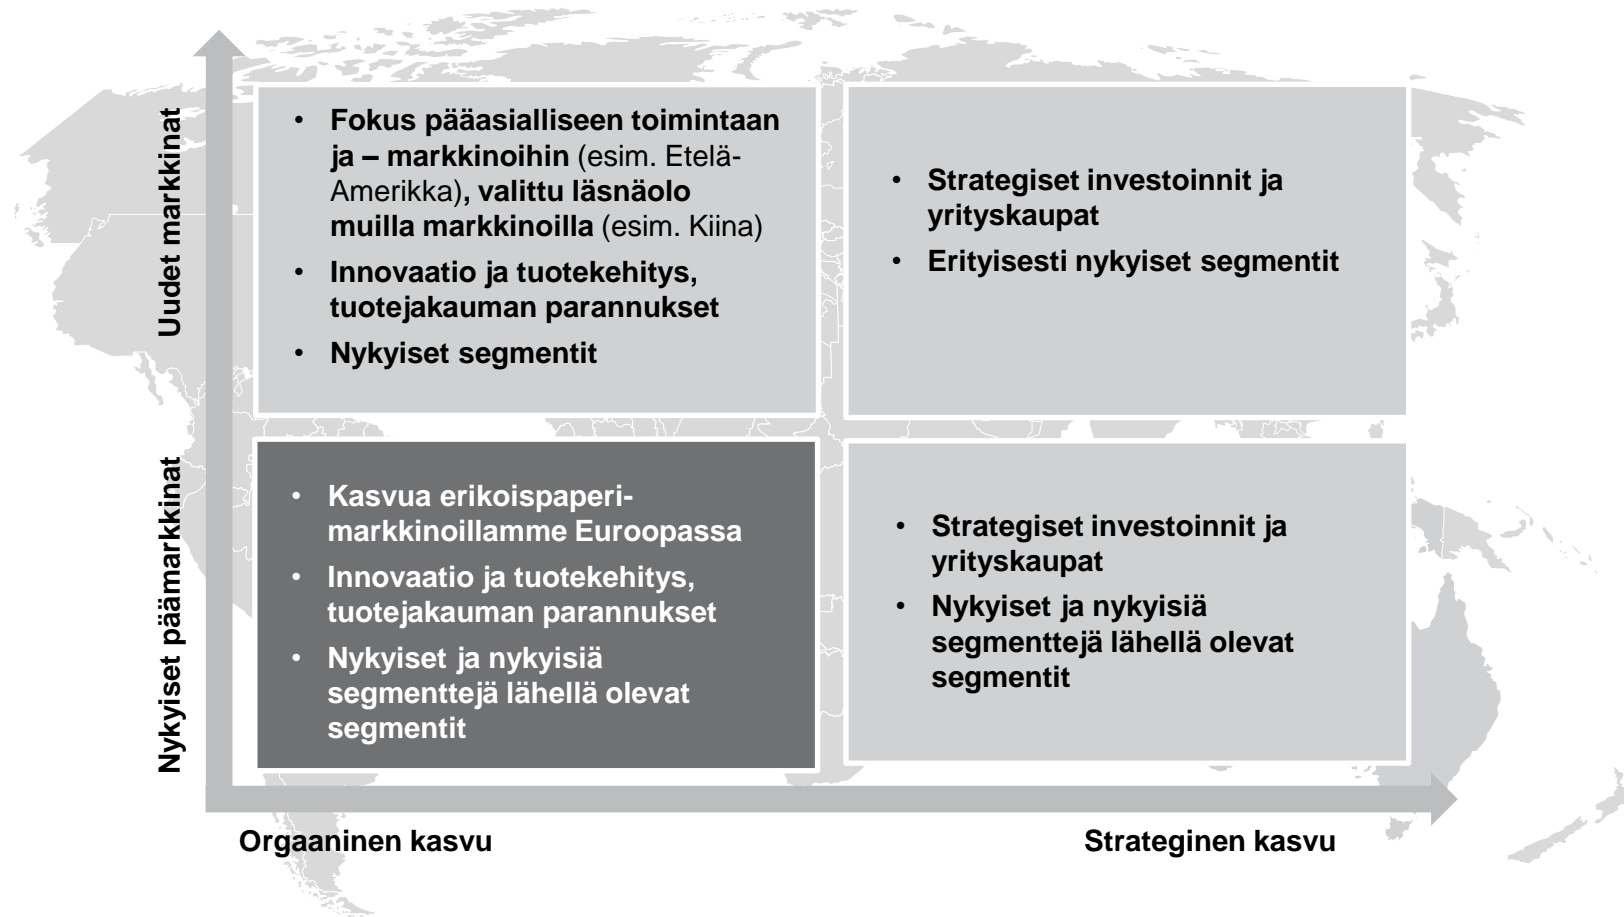 Uudet markkinat
• Fokus pääasialliseen toimintaan
ja – markkinoihin (esim. Etelä-
Amerikka), valittu läsnäolo
muilla markkinoilla (esim. Kiina)
• Innovaatio ja tuotekehitys,
tuotejakauman parannukset
• Nykyiset segmentit
• Strategiset investoinnit ja
yrityskaupat
• Erityisesti nykyiset segmentit
Nykyiset päämarkkinat
• Kasvua erikoispaperi-
markkinoillamme Euroopassa
• Innovaatio ja tuotekehitys,
tuotejakauman parannukset
• Nykyiset ja nykyisiä
segmenttejä lähellä olevat
segmentit
• Strategiset investoinnit ja
yrityskaupat
• Nykyiset ja nykyisiä
segmenttejä lähellä olevat
segmentit
Orgaaninen kasvu
Strateginen kasvu